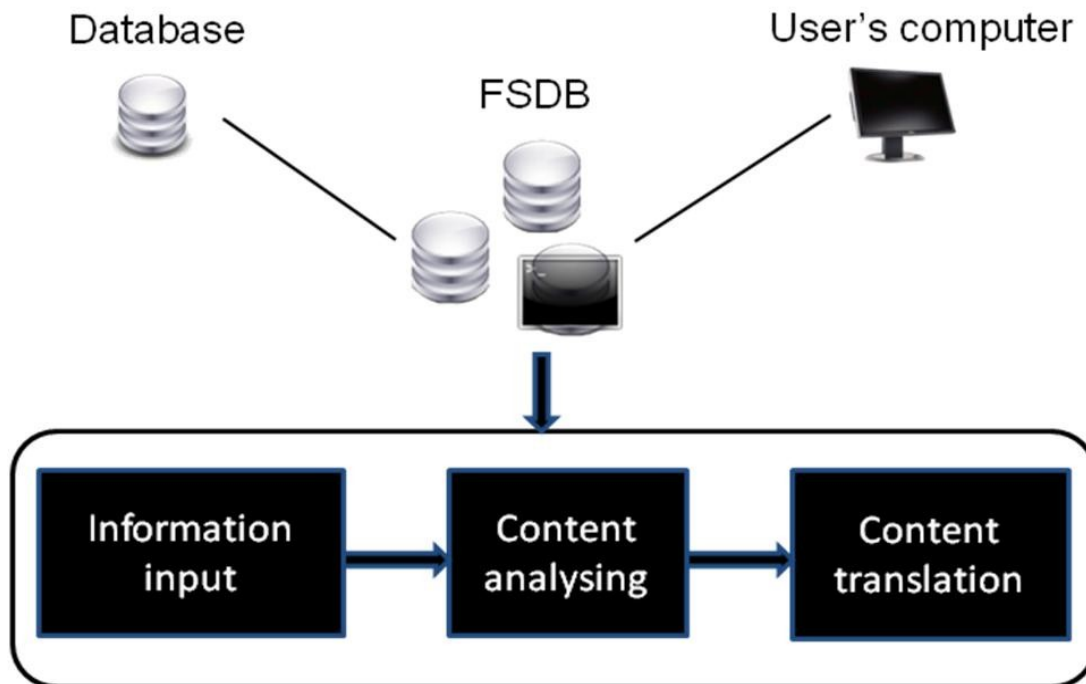 Database
User's computer
FSDB
Information
input
Content
analysing
Content
translation